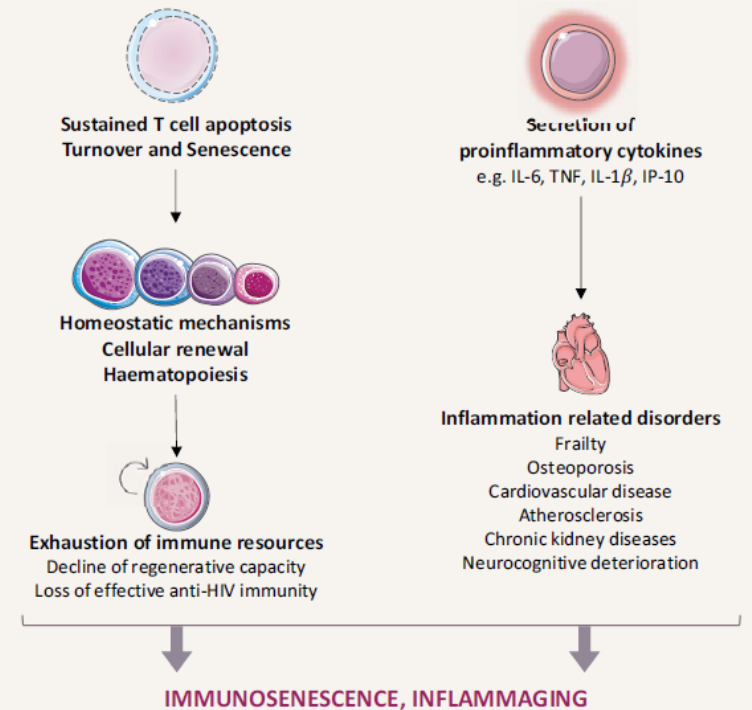 Sustained T cell apoptosis
Turnover and Senescence
Homeostatic mechanisms
Cellular renewal
Haematopoiesis
Exhaustion of immune resources
Decline of regenerative capacity
Loss of effective anti-HIV immunity
Secretion of
proinflammatory cytokines
e.g. IL-6, TNF, IL-1β, IP-10
Inflammation related disorders
Frailty
Osteoporosis
Cardiovascular disease
Atherosclerosis
Chronic kidney diseases
Neurocognitive deterioration
IMMUNOSENESCENCE, INFLAMMAGING